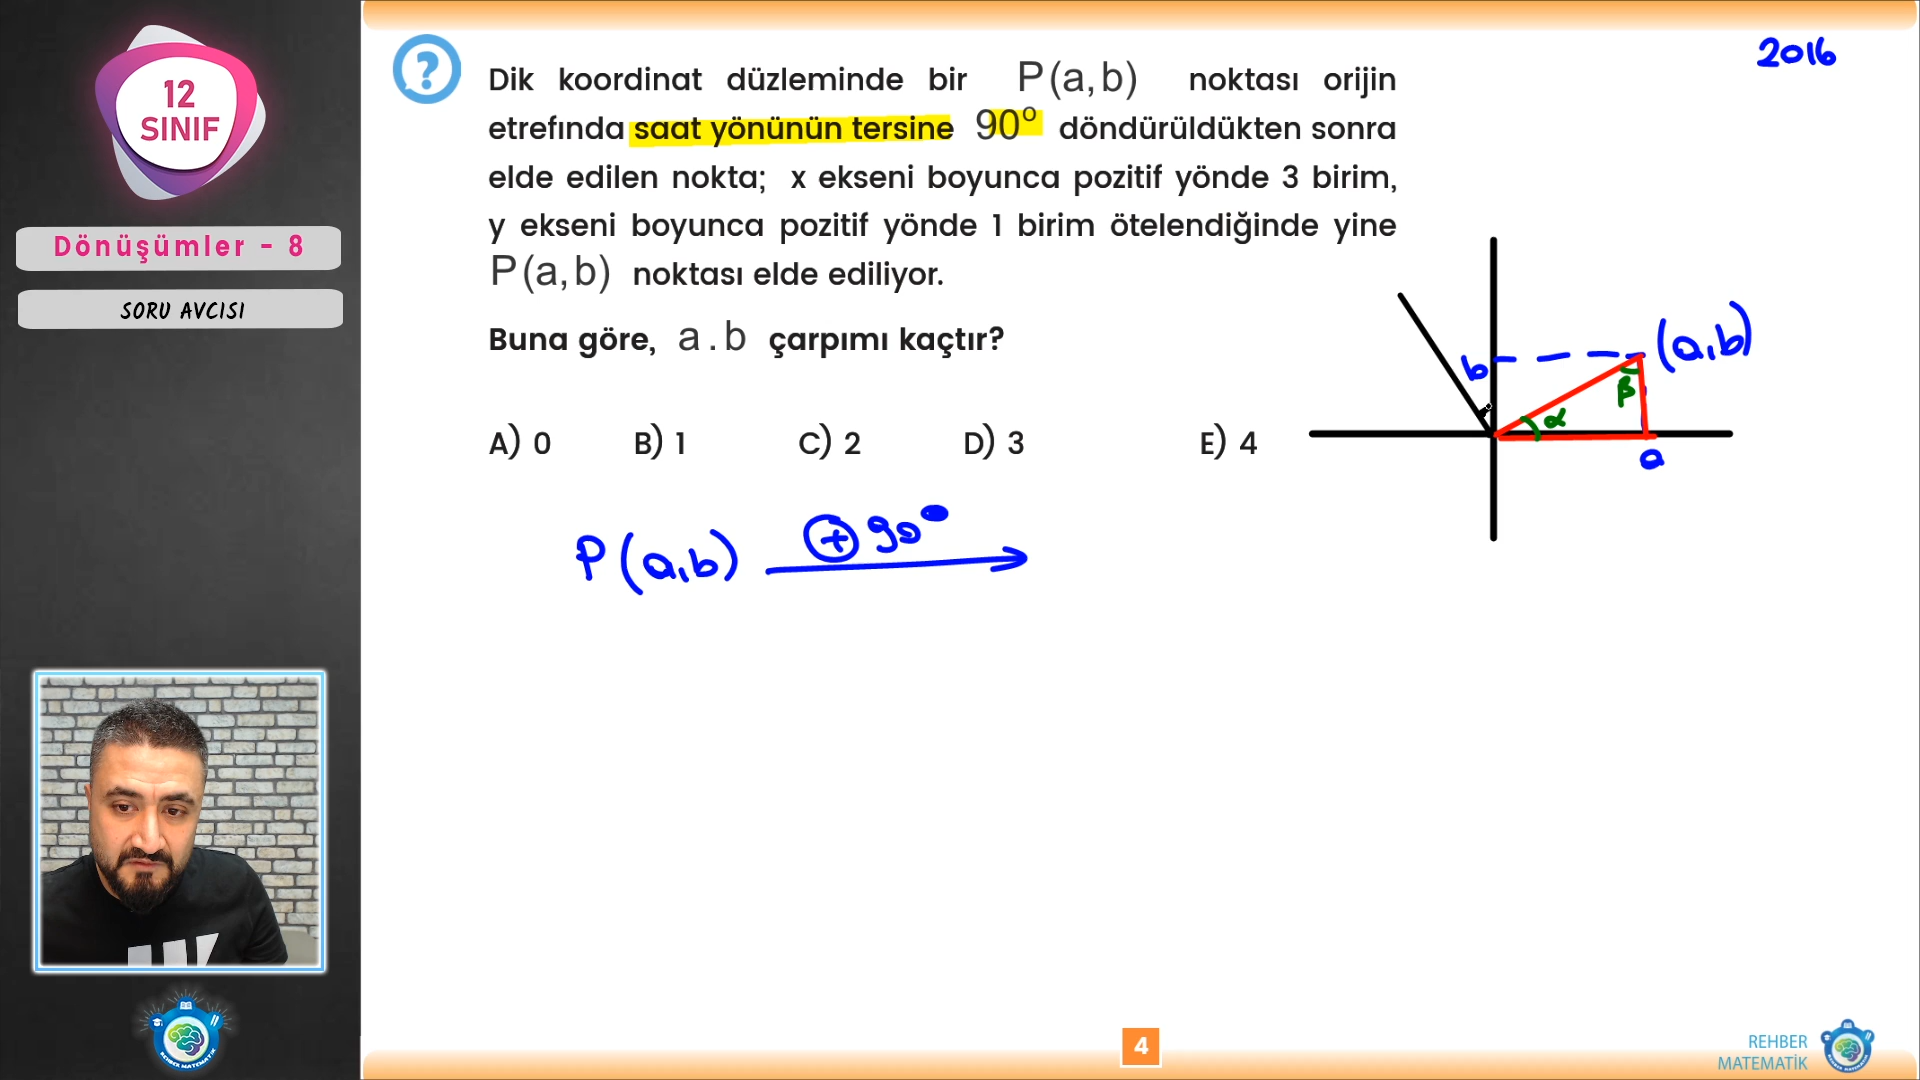 12
SINIF
Dönüşümler - 8
SORU AVCISI
2016
Dik koordinat düzleminde bir P(a,b) noktası orijin
etrefında saat yönünün tersine 90° döndürüldükten sonra
elde edilen nokta; x ekseni boyunca pozitif yönde 3 birim,
y ekseni boyunca pozitif yönde 1 birim ötelendiğinde yine
P(a,b) noktası elde ediliyor.
Buna göre, a.b çarpımı kaçtır?
A) 0 B) 1 C) 2 D) 3 E) 4
(a,b)
b
β
α
a
P(a,b) + 90°
4
REHBER
MATEMATİK
REHBER MATEMATİK